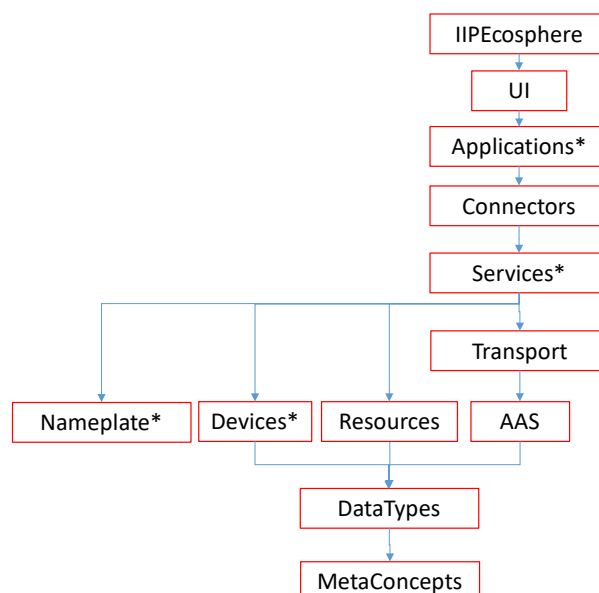 IIPEcosphere
UI
Applications*
Connectors
Services*
Transport
Nameplate*
Devices*
Resources
AAS
DataTypes
MetaConcepts